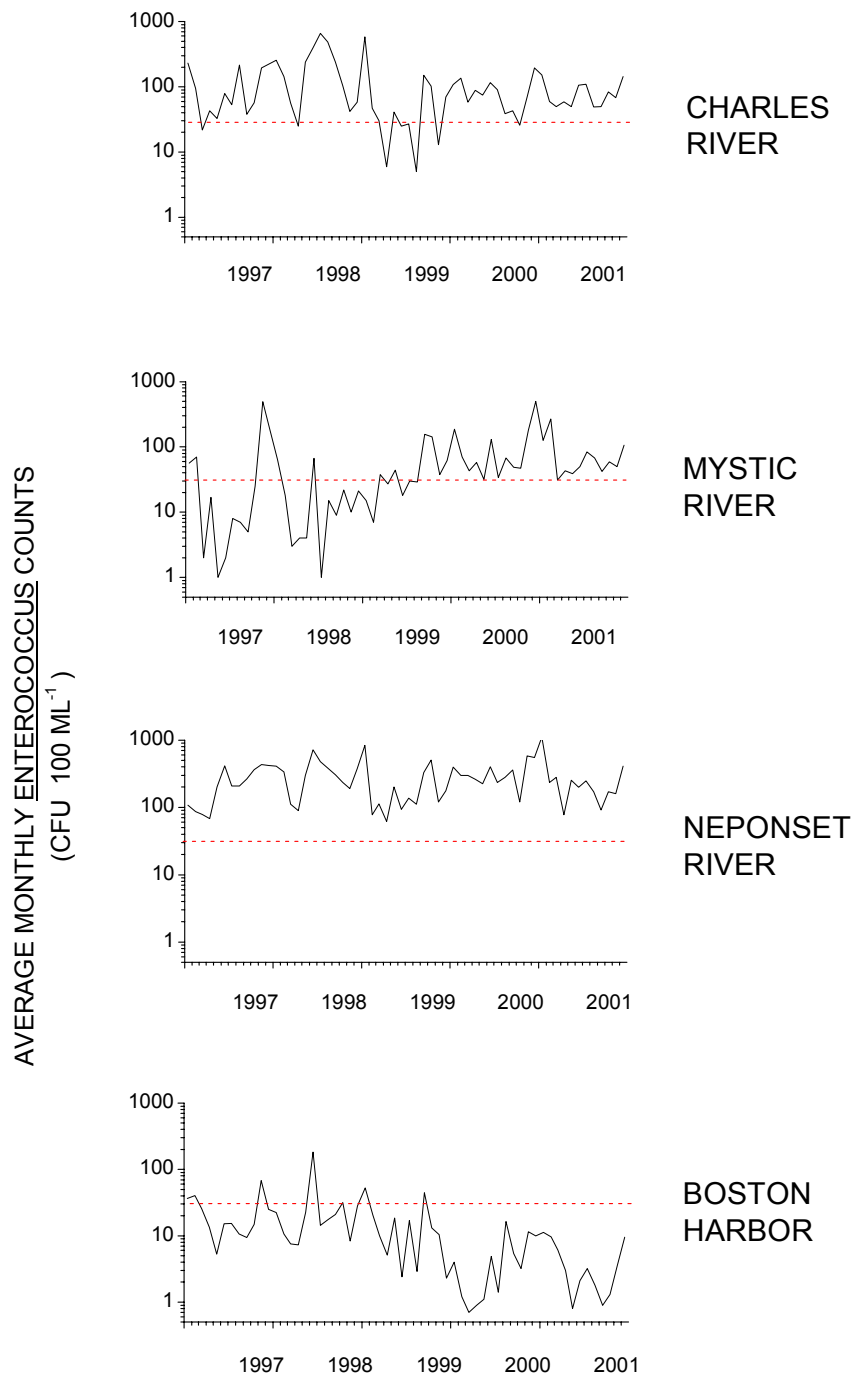 1000
100
10
1
1997 1998 1999 2000 2001
CHARLES
RIVER
1000
100
10
1
1997 1998 1999 2000 2001
MYSTIC
RIVER
AVERAGE MONTHLY ENTEROCOCCUS COUNTS
(CFU 100 ML⁻¹ )
1000
100
10
1
1997 1998 1999 2000 2001
NEPONSET
RIVER
1000
100
10
1
1997 1998 1999 2000 2001
BOSTON
HARBOR